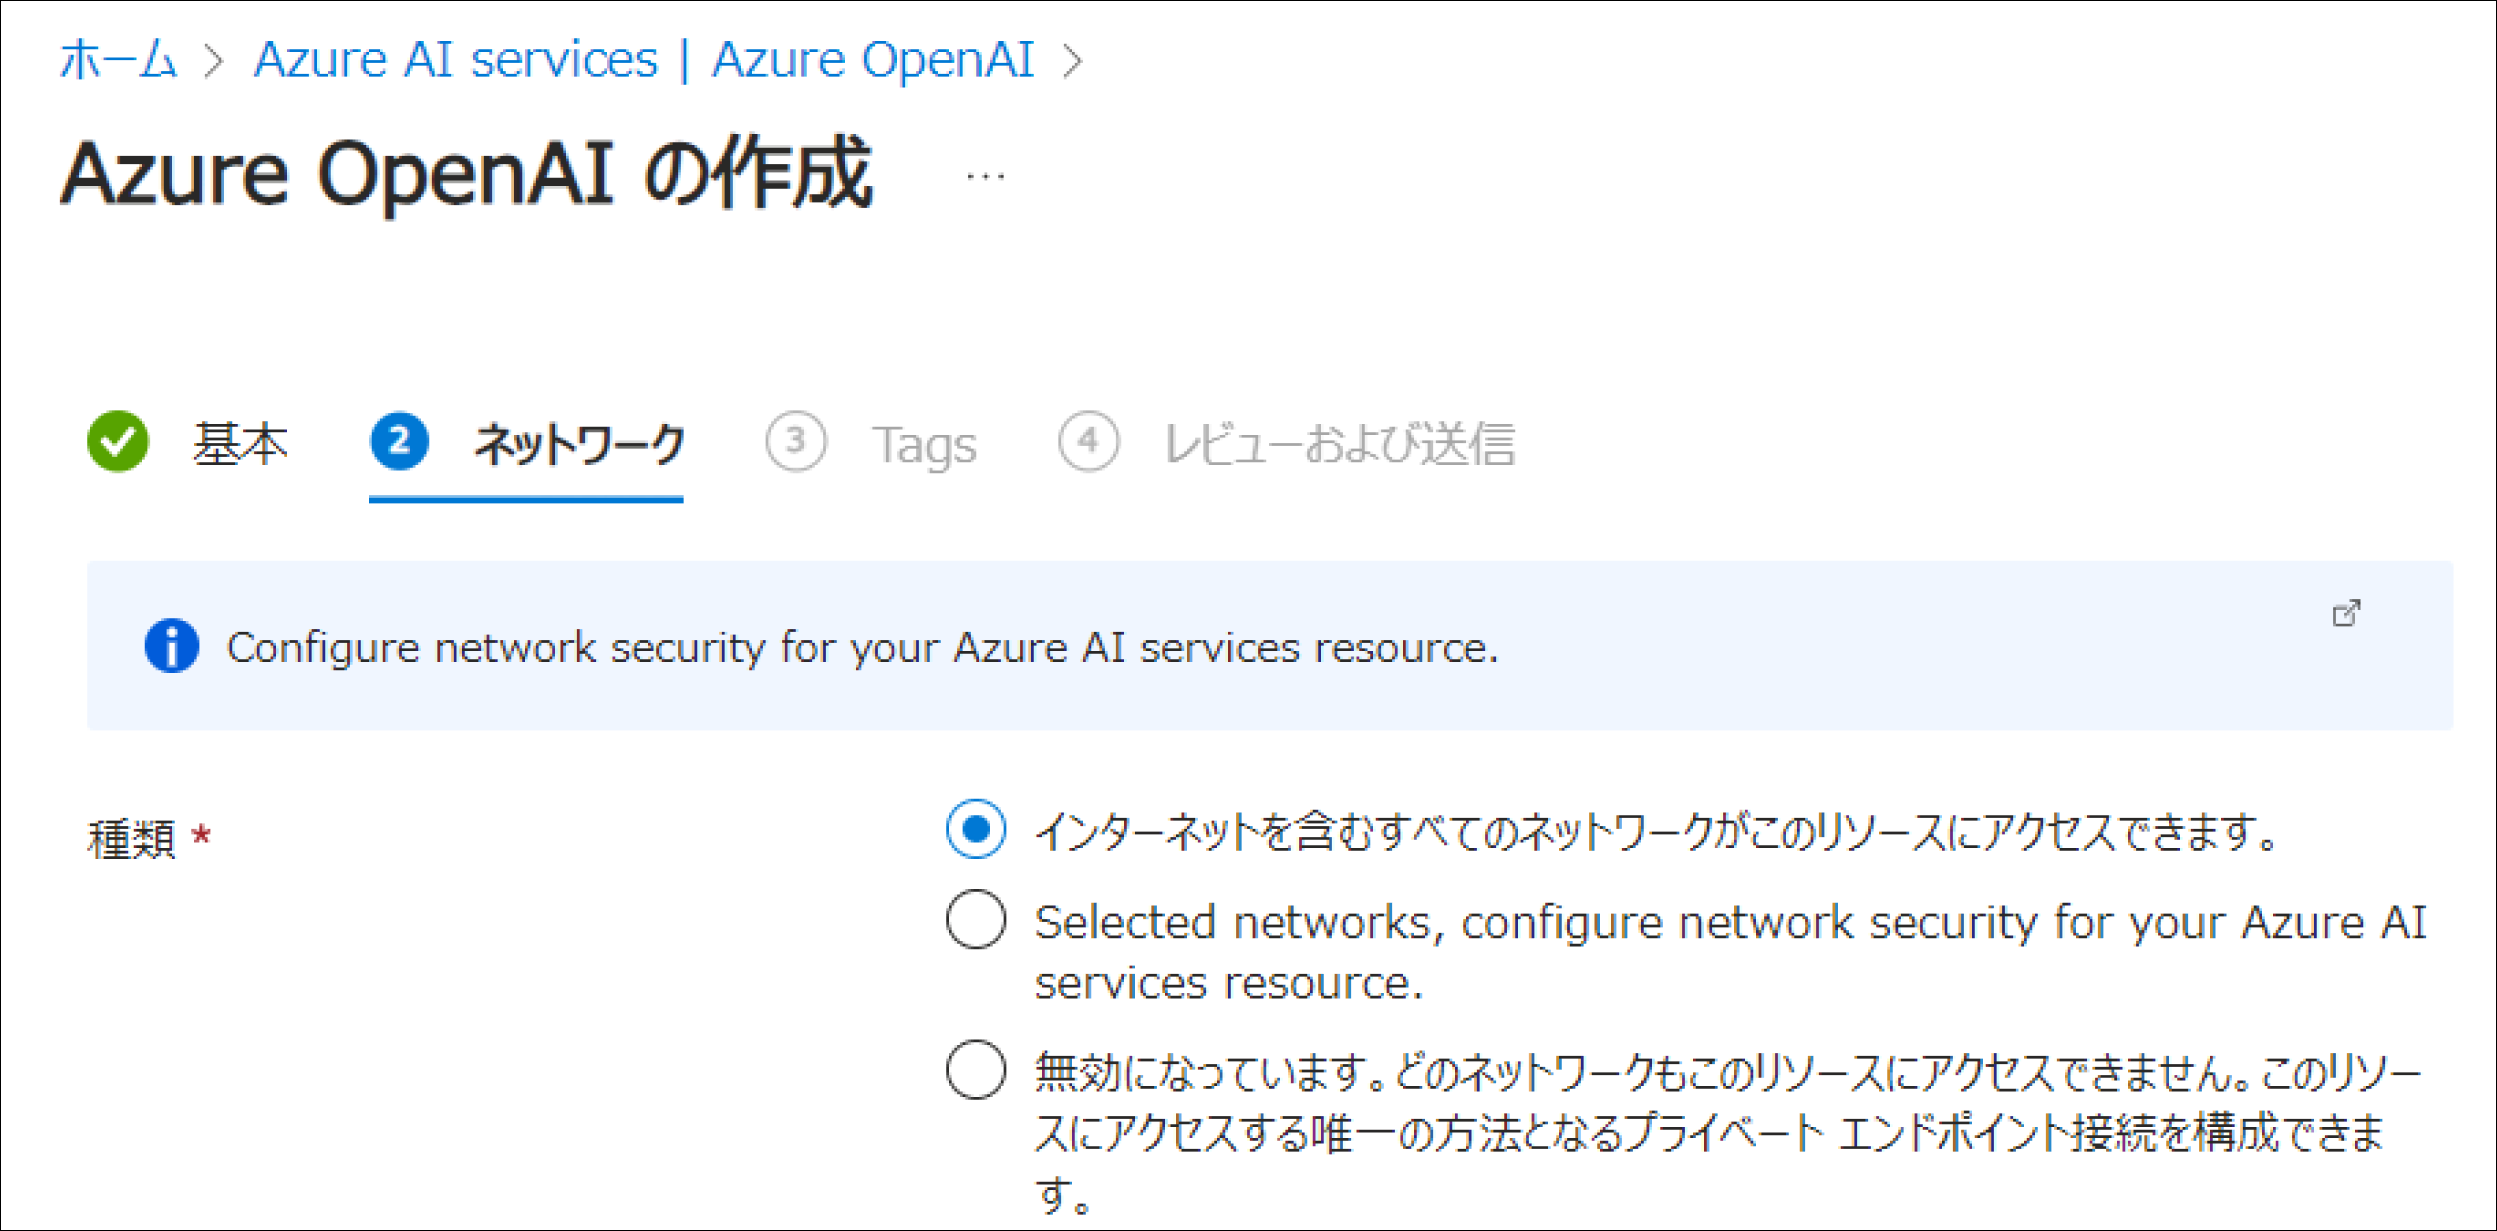 ホーム > Azure AI services | Azure OpenAI >
Azure OpenAI の作成 …
基本 2 ネットワーク 3 Tags 4 レビューおよび送信
Configure network security for your Azure AI services resource.
種類 *
インターネットを含むすべてのネットワークがこのリソースにアクセスできます。
Selected networks, configure network security for your Azure AI
services resource.
無効になっています。どのネットワークもこのリソースにアクセスできません。このリソー
スにアクセスする唯一の方法となるプライベート エンドポイント接続を構成できま
す。